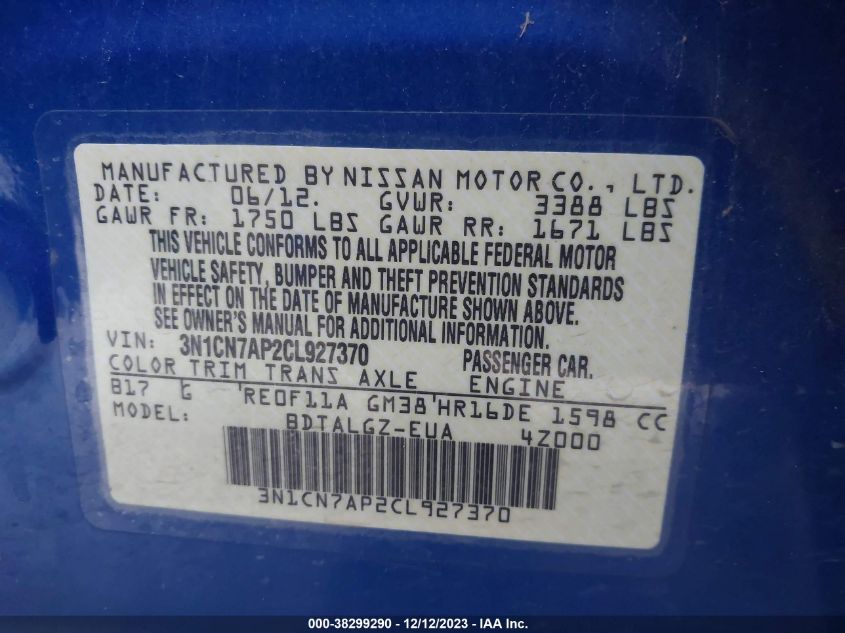 MANUFACTURED BY NISSAN MOTOR CO., LTD.
DATE: 06/12. GVWR: 3388 LBS
GAWR FR: 1750 LBS GAWR RR: 1671 LBS
THIS VEHICLE CONFORMS TO ALL APPLICABLE FEDERAL MOTOR
VEHICLE SAFETY, BUMPER AND THEFT PREVENTION STANDARDS
IN EFFECT ON THE DATE OF MANUFACTURE SHOWN ABOVE.
SEE OWNER'S MANUAL FOR ADDITIONAL INFORMATION.
VIN: 3N1CN7AP2CL927370 PASSENGER CAR.
COLOR TRIM TRANS AXLE ENGINE
B17 G RE0F11A GM38 HR16DE 1598 CC
MODEL: BDTALGZ-EUA 4Z000
3N1CN7AP2CL927370
000-38299290 - 12/12/2023 - IAA Inc.